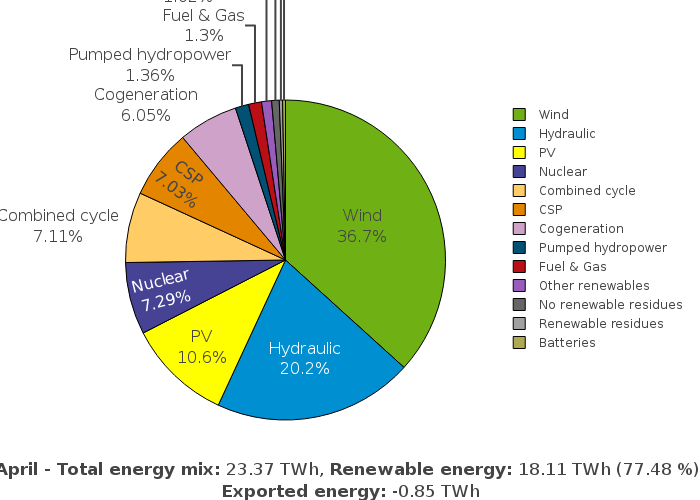 Fuel & Gas
1.3%
Pumped hydropower
1.36%
Cogeneration
6.05%
CSP
7.03%
Combined cycle
7.11%
Nuclear
7.29%
PV
10.6%
Hydraulic
20.2%
Wind
36.7%
Wind
Hydraulic
PV
Nuclear
Combined cycle
CSP
Cogeneration
Pumped hydropower
Fuel & Gas
Other renewables
No renewable residues
Renewable residues
Batteries
April - Total energy mix: 23.37 TWh, Renewable energy: 18.11 TWh (77.48 %)
Exported energy: -0.85 TWh